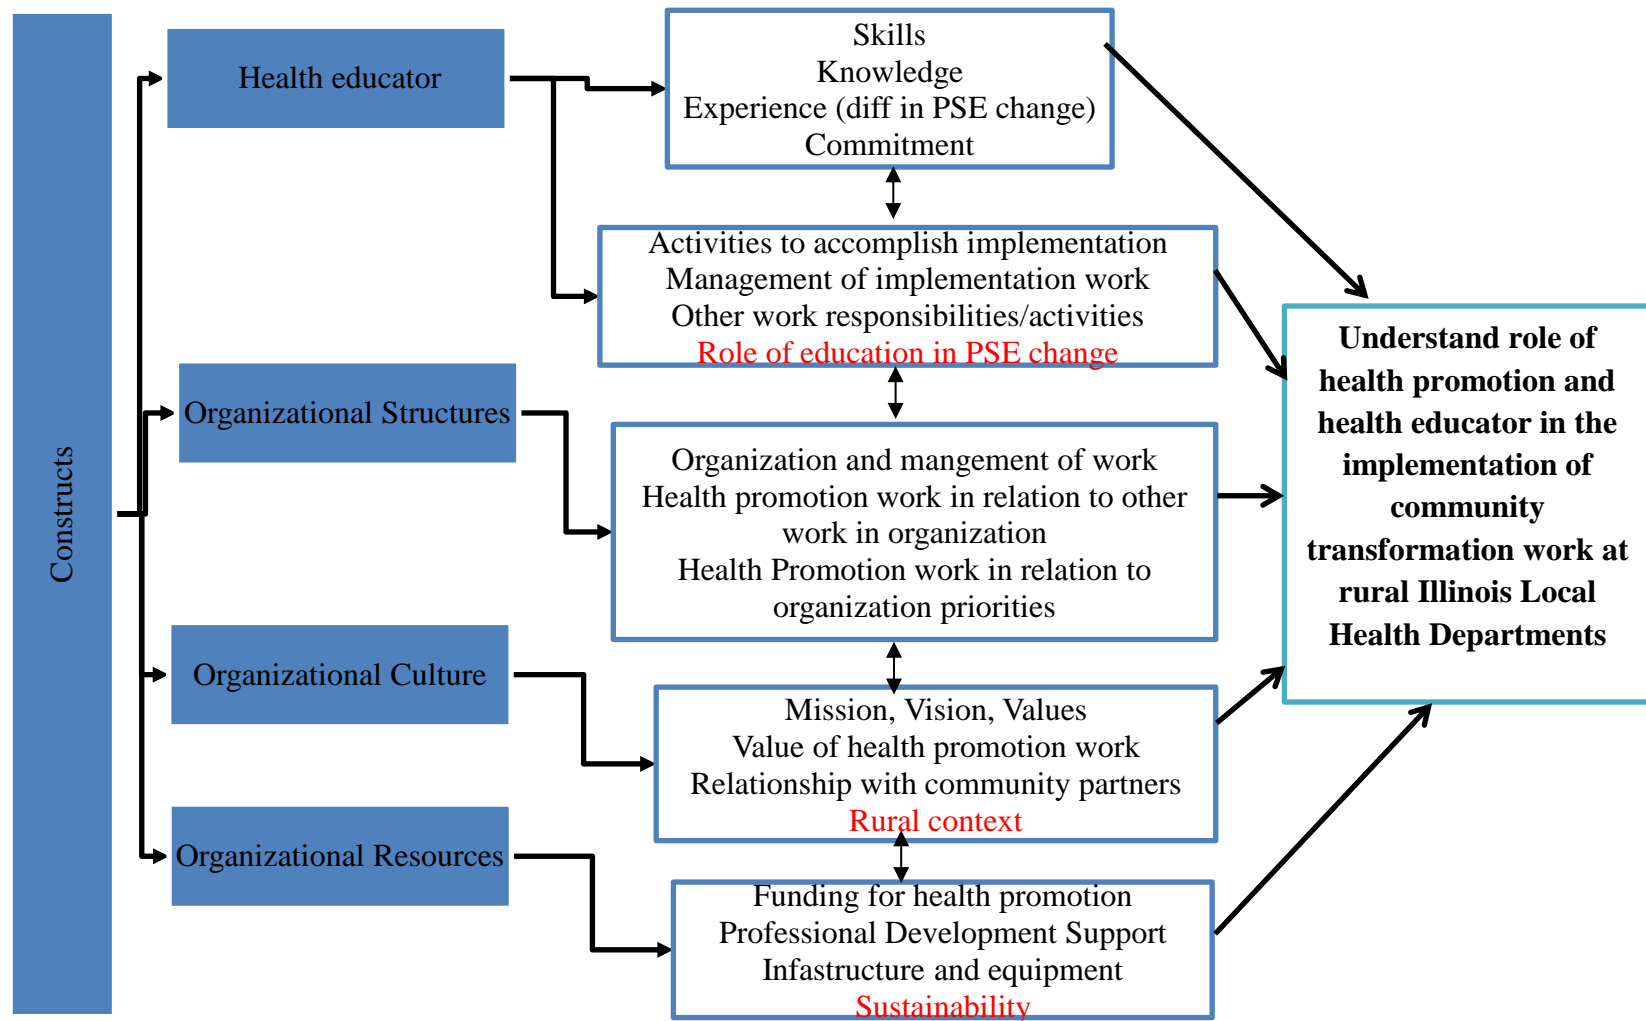 Constructs
Health educator
Organizational Structures
Organizational Culture
Organizational Resources
Skills
Knowledge
Experience (diff in PSE change)
Commitment
Activities to accomplish implementation
Management of implementation work
Other work responsibilities/activities
Role of education in PSE change
Organization and mangement of work
Health promotion work in relation to other
work in organization
Health Promotion work in relation to
organization priorities
Mission, Vision, Values
Value of health promotion work
Relationship with community partners
Rural context
Funding for health promotion
Professional Development Support
Infastructure and equipment
Sustainability
Understand role of
health promotion and
health educator in the
implementation of
community
transformation work at
rural Illinois Local
Health Departments